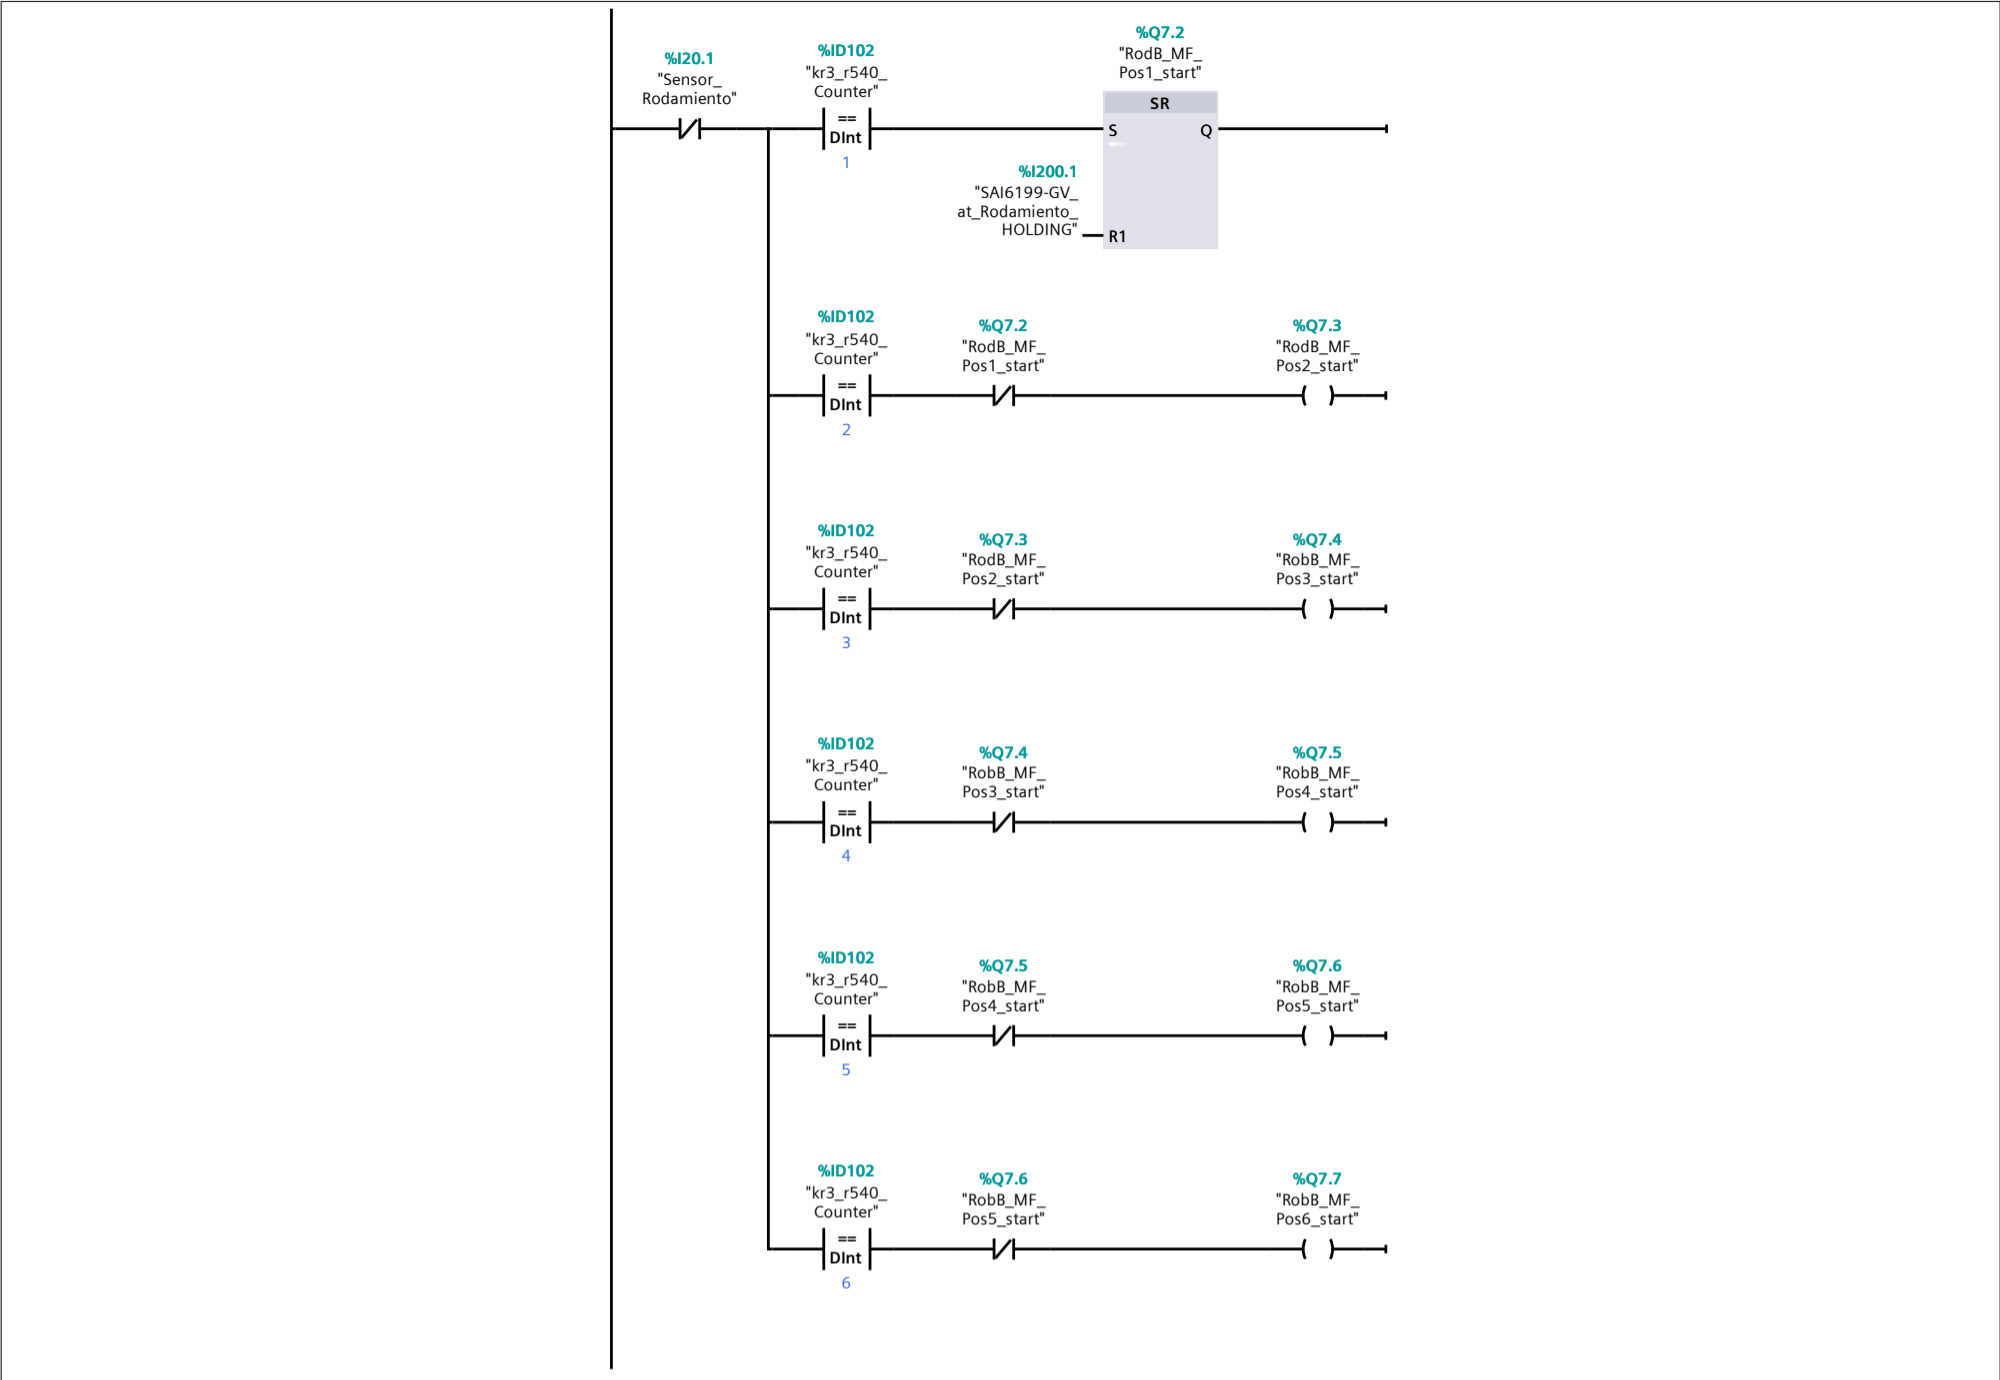 %I20.1
"Sensor_
Rodamiento"
%ID102
"kr3_r540_
Counter"
==
DInt
1
%Q7.2
"RodB_MF_
Pos1_start"
SR
S
Q
%I200.1
"SAI6199-GV_
at_Rodamiento_
HOLDING"
R1
%ID102
"kr3_r540_
Counter"
==
DInt
2
%Q7.2
"RodB_MF_
Pos1_start"
%Q7.3
"RodB_MF_
Pos2_start"
%ID102
"kr3_r540_
Counter"
==
DInt
3
%Q7.3
"RodB_MF_
Pos2_start"
%Q7.4
"RobB_MF_
Pos3_start"
%ID102
"kr3_r540_
Counter"
==
DInt
4
%Q7.4
"RobB_MF_
Pos3_start"
%Q7.5
"RobB_MF_
Pos4_start"
%ID102
"kr3_r540_
Counter"
==
DInt
5
%Q7.5
"RobB_MF_
Pos4_start"
%Q7.6
"RobB_MF_
Pos5_start"
%ID102
"kr3_r540_
Counter"
==
DInt
6
%Q7.6
"RobB_MF_
Pos5_start"
%Q7.7
"RobB_MF_
Pos6_start"